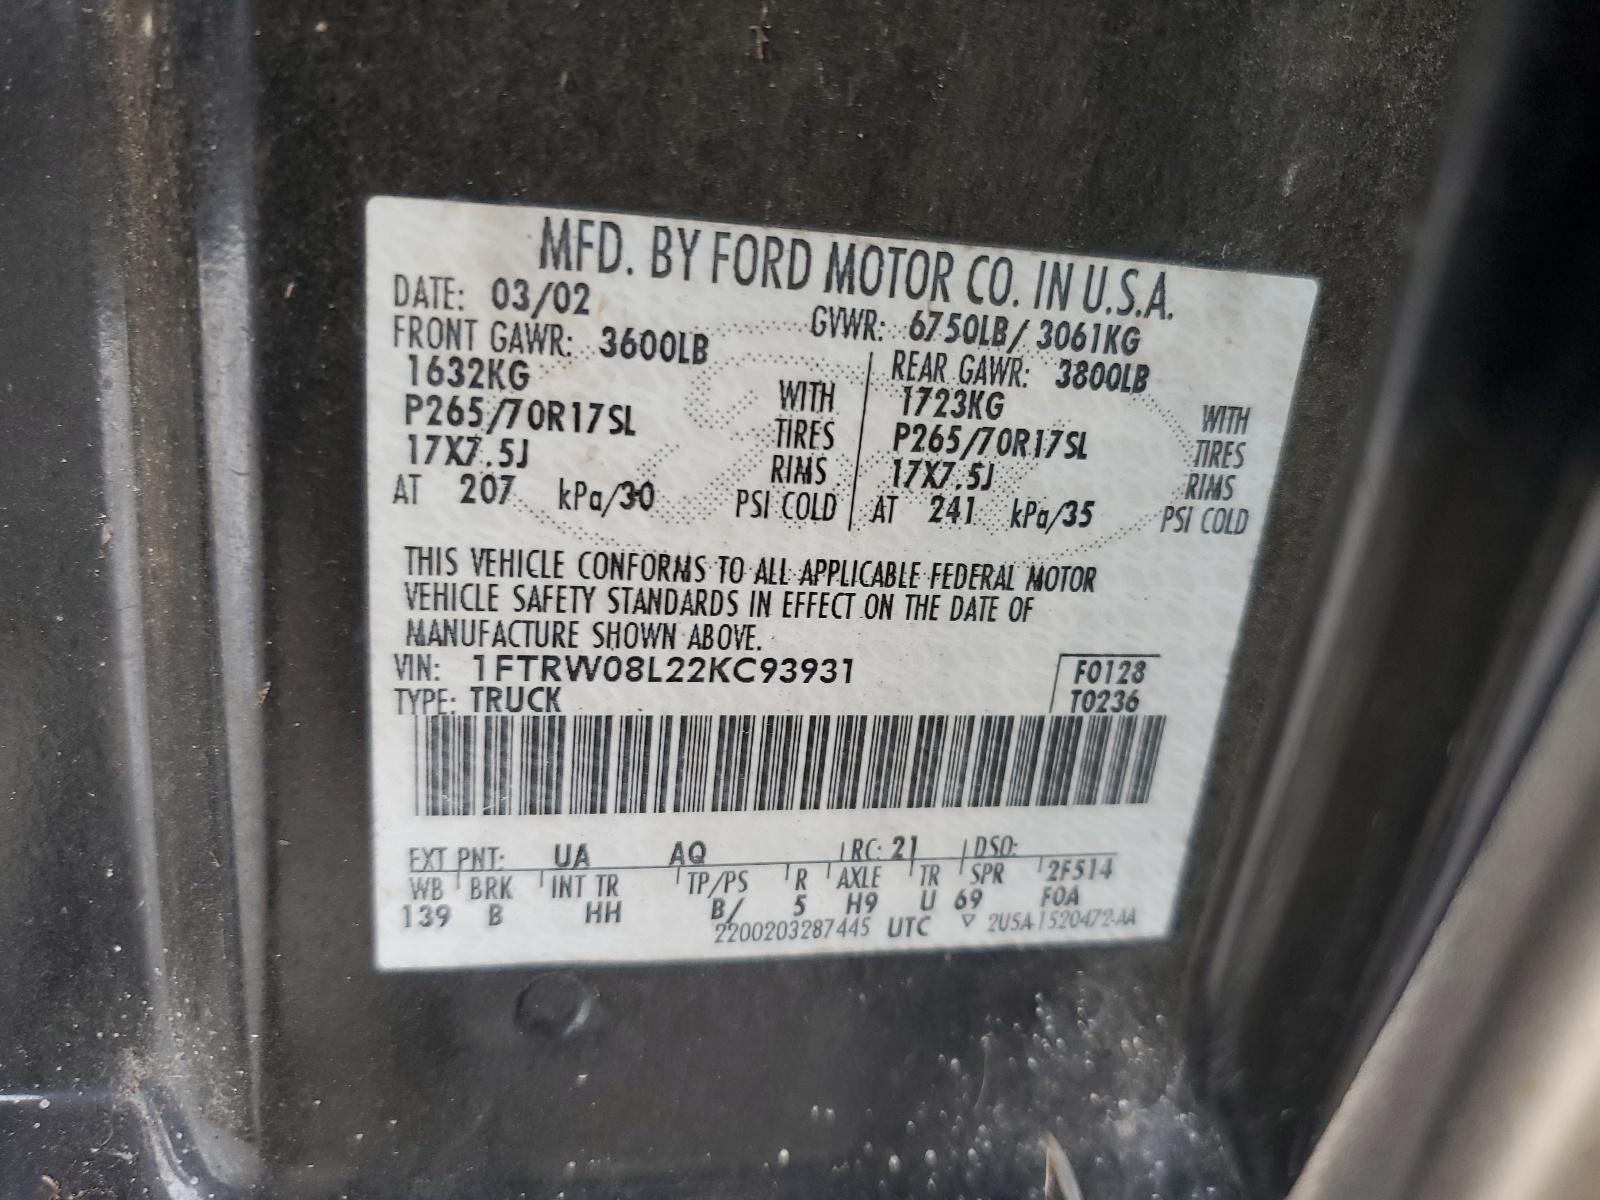 MFD. BY FORD MOTOR CO. IN U.S.A.
DATE: 03/02 GVWR: 6750LB/ 3061KG
FRONT GAWR: 3600LB REAR GAWR: 3800LB
1632KG WITH 1723KG WITH
P265/70R17SL TIRES P265/70R17SL TIRES
17X7.5J RIMS 17X7.5J RIMS
AT 207 kPa/30 PSI COLD AT 241 kPa/35 PSI COLD
THIS VEHICLE CONFORMS TO ALL APPLICABLE FEDERAL MOTOR
VEHICLE SAFETY STANDARDS IN EFFECT ON THE DATE OF
MANUFACTURE SHOWN ABOVE.
VIN: 1FTRW08L22KC93931 F0128
TYPE: TRUCK T0236
EXT PNT: UA AQ RC: 21 DSO:
WB BRK INT TR TP/PS R AXLE TR SPR 2F514
139 B HH B/ 5 H9 U 69 FOA
2200203287445 UTC ▽ 2U5A-1520472-AA